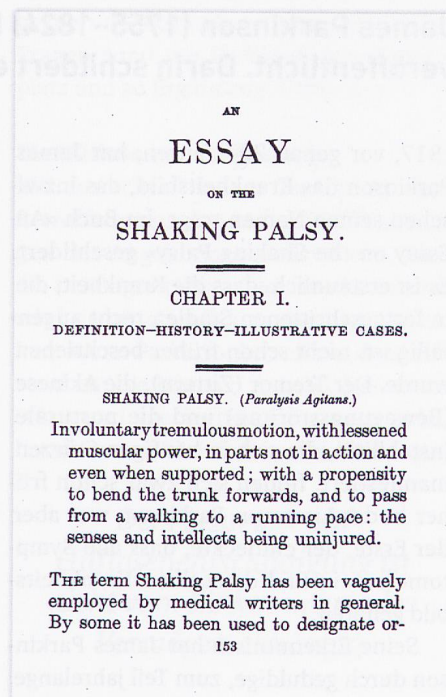 AN
ESSAY
ON THE
SHAKING PALSY.
CHAPTER I.
DEFINITION—HISTORY—ILLUSTRATIVE CASES.
SHAKING PALSY. (Paralysis Agitans.)
Involuntary tremulous motion, with lessened
muscular power, in parts not in action and
even when supported; with a propensity
to bend the trunk forwards, and to pass
from a walking to a running pace: the
senses and intellects being uninjured.
THE term Shaking Palsy has been vaguely
employed by medical writers in general.
By some it has been used to designate or-
153